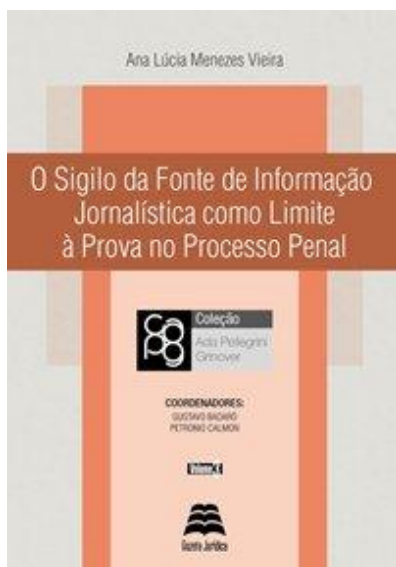 Ana Lúcia Menezes Vieira
O Sigilo da Fonte de Informação
Jornalística como Limite
à Prova no Processo Penal
Coleção
Ada Pellegrini
Grinover
COORDENADORES:
GUSTAVO BADARÓ
PETRONIO CALMON
Gazeta Jurídica